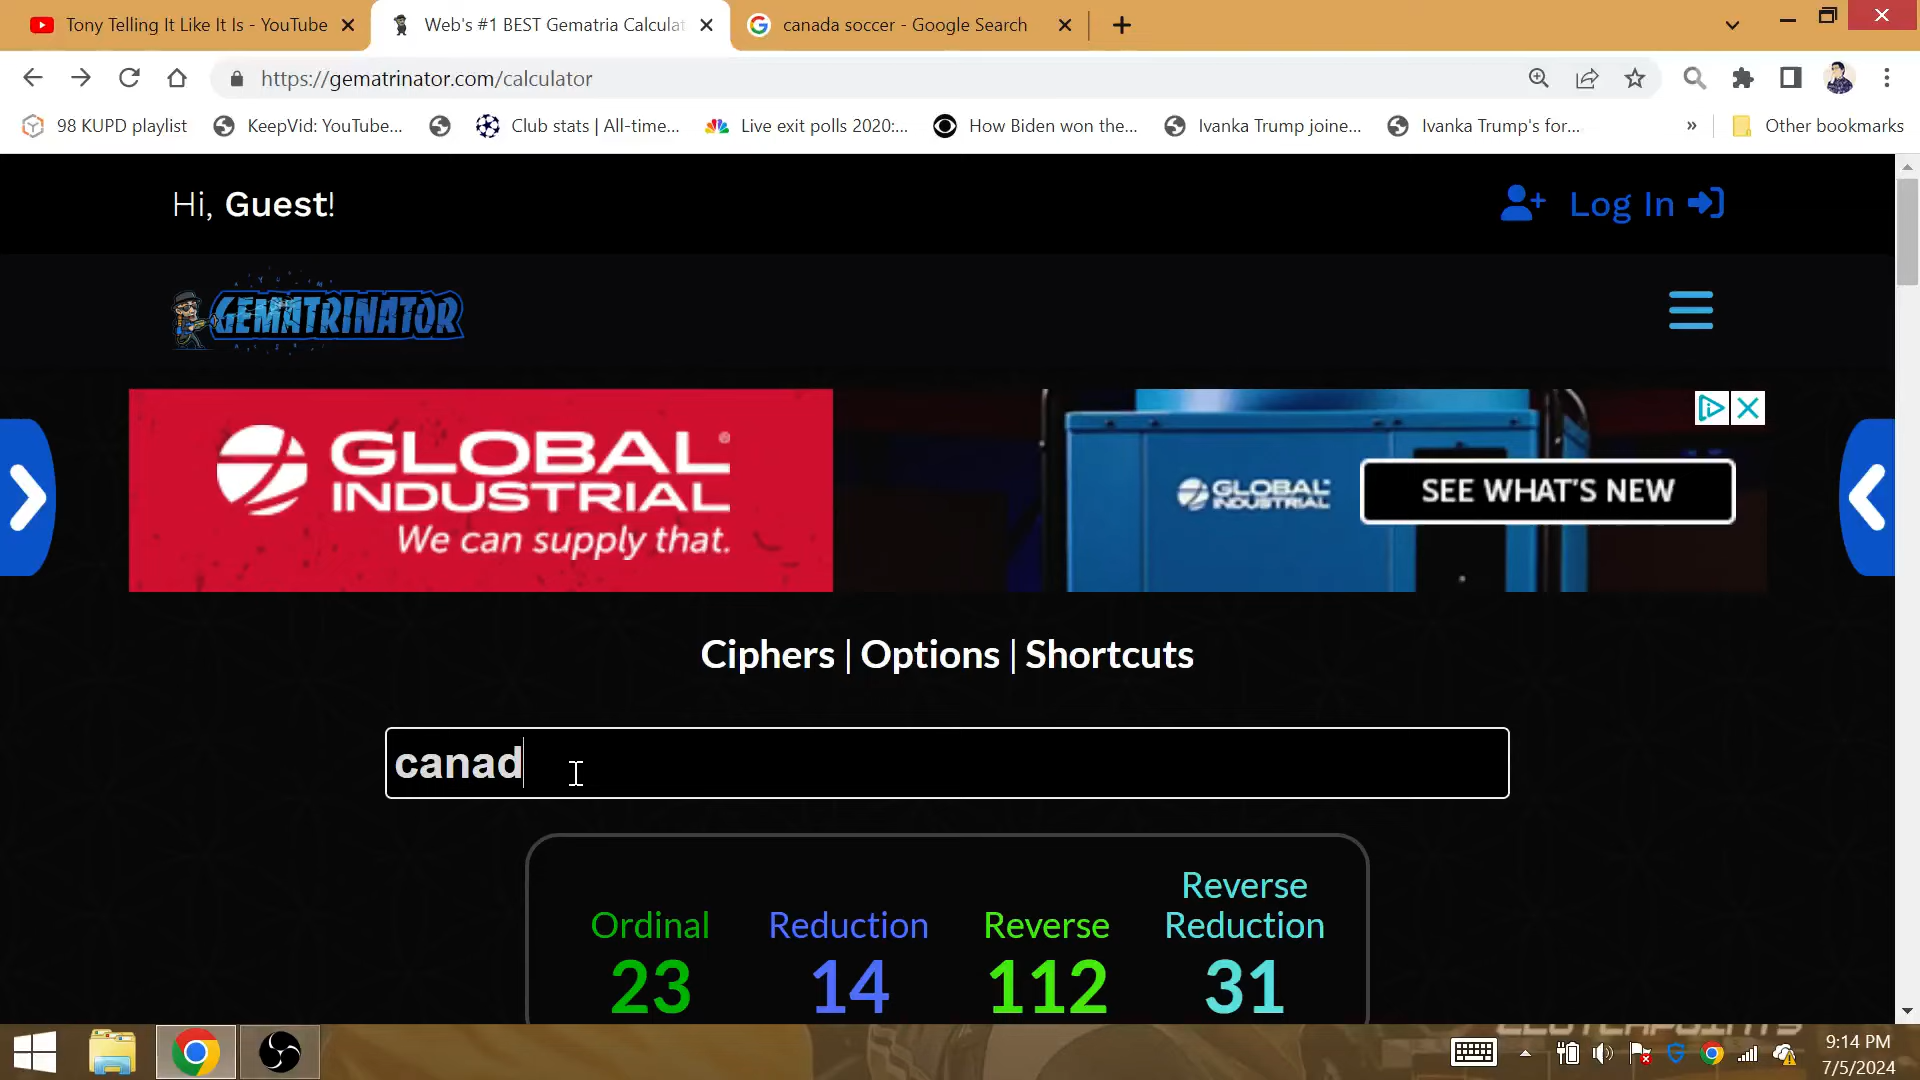 Tony Telling It Like It Is - YouTube
Web's #1 BEST Gematria Calculat
canada soccer - Google Search
https://gematrinator.com/calculator
98 KUPD playlist
KeepVid: YouTube...
Club stats | All-time...
Live exit polls 2020:...
How Biden won the...
Ivanka Trump joine...
Ivanka Trump's for...
»
Other bookmarks
Hi, Guest!
Log In
GEMATRINATOR
GLOBAL
INDUSTRIAL
We can supply that.
GLOBAL
INDUSTRIAL
SEE WHAT'S NEW
Ciphers | Options | Shortcuts
canad
Ordinal
23
Reduction
14
Reverse
112
Reverse
Reduction
31
9:14 PM
7/5/2024